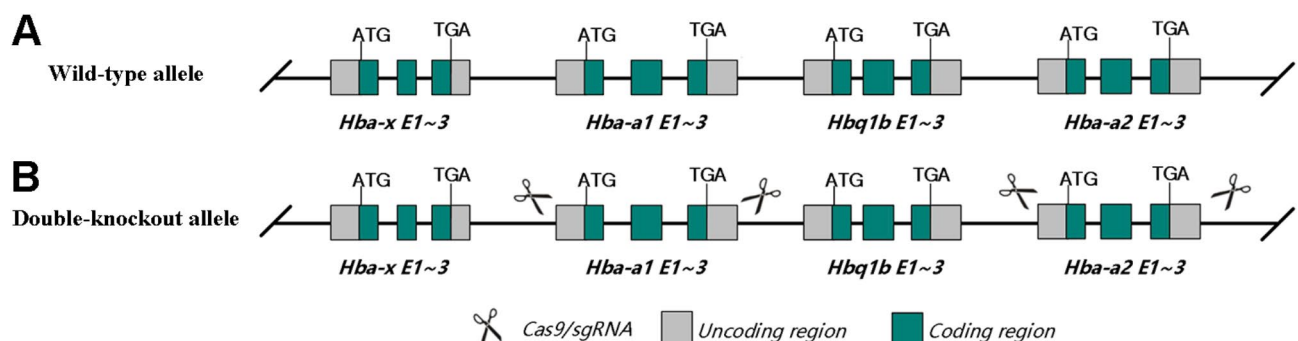 A
Wild-type allele
ATG TGA ATG TGA ATG TGA ATG TGA
Hba-x E1~3 Hba-a1 E1~3 Hbq1b E1~3 Hba-a2 E1~3
B
Double-knockout allele
ATG TGA ATG TGA ATG TGA ATG TGA
Hba-x E1~3 Hba-a1 E1~3 Hbq1b E1~3 Hba-a2 E1~3
Cas9/sgRNA Uncoding region Coding region